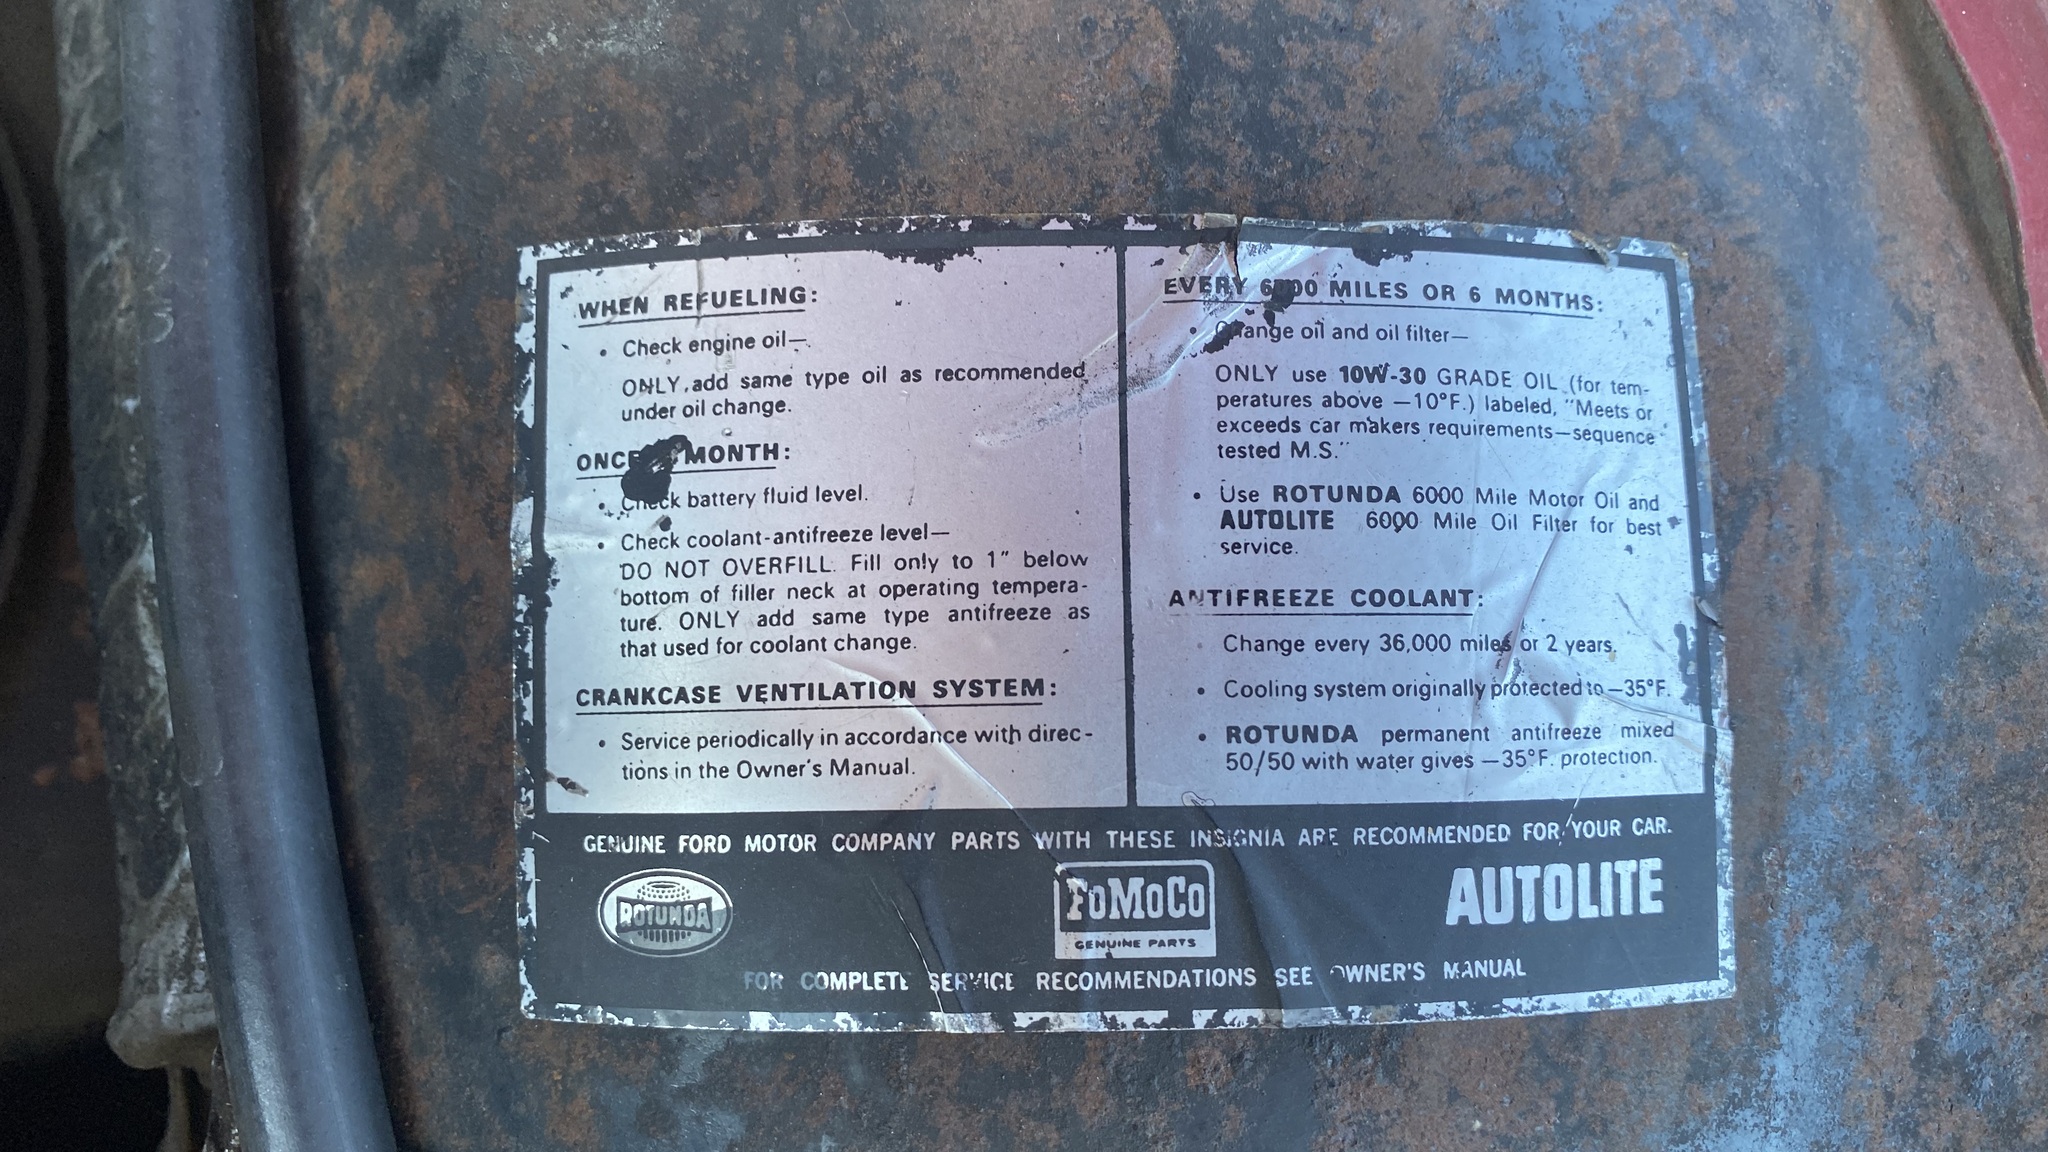 WHEN REFUELING:
• Check engine oil—
ONLY add same type oil as recommended
under oil change.
ONCE MONTH:
• Check battery fluid level.
• Check coolant-antifreeze level—
DO NOT OVERFILL. Fill only to 1" below
bottom of filler neck at operating tempera-
ture. ONLY add same type antifreeze as
that used for coolant change.
CRANKCASE VENTILATION SYSTEM:
• Service periodically in accordance with direc-
tions in the Owner's Manual.
EVERY 6000 MILES OR 6 MONTHS:
• Change oil and oil filter—
ONLY use 10W-30 GRADE OIL (for tem-
peratures above —10°F.) labeled, "Meets or
exceeds car makers requirements—sequence
tested M.S."
• Use ROTUNDA 6000 Mile Motor Oil and
AUTOLITE 6000 Mile Oil Filter for best
service.
ANTIFREEZE COOLANT:
• Change every 36,000 miles or 2 years.
• Cooling system originally protected to —35°F.
• ROTUNDA permanent antifreeze mixed
50/50 with water gives —35°F. protection.
GENUINE FORD MOTOR COMPANY PARTS WITH THESE INSIGNIA ARE RECOMMENDED FOR YOUR CAR.
ROTUNDA
FoMoCo
GENUINE PARTS
AUTOLITE
FOR COMPLETE SERVICE RECOMMENDATIONS SEE OWNER'S MANUAL